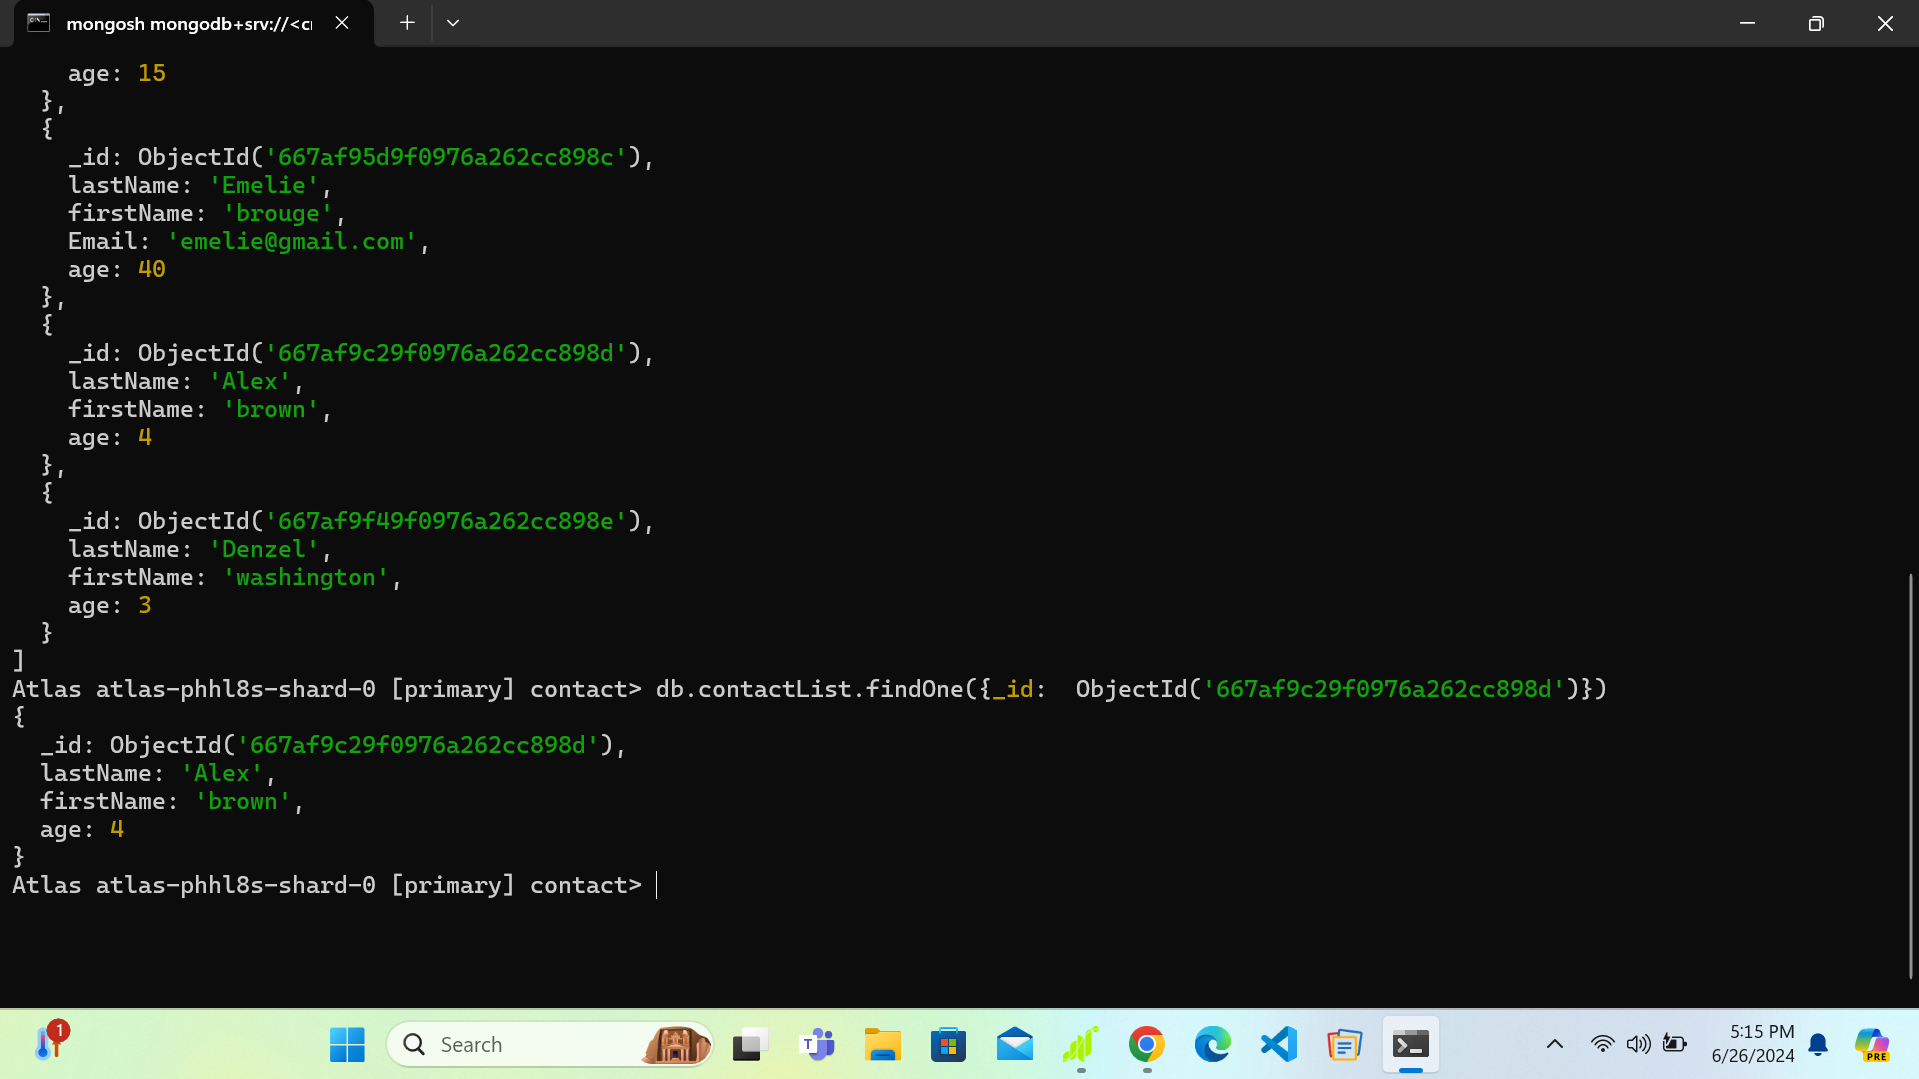 mongosh mongodb+srv://<cr
age: 15
},
{
_id: ObjectId('667af95d9f0976a262cc898c'),
lastName: 'Emelie',
firstName: 'brouge',
Email: 'emelie@gmail.com',
age: 40
},
{
_id: ObjectId('667af9c29f0976a262cc898d'),
lastName: 'Alex',
firstName: 'brown',
age: 4
},
{
_id: ObjectId('667af9f49f0976a262cc898e'),
lastName: 'Denzel',
firstName: 'washington',
age: 3
}
]
Atlas atlas-phhl8s-shard-0 [primary] contact> db.contactList.findOne({_id:  ObjectId('667af9c29f0976a262cc898d')})
{
_id: ObjectId('667af9c29f0976a262cc898d'),
lastName: 'Alex',
firstName: 'brown',
age: 4
}
Atlas atlas-phhl8s-shard-0 [primary] contact>
1
Search
T
5:15 PM
6/26/2024
PRE